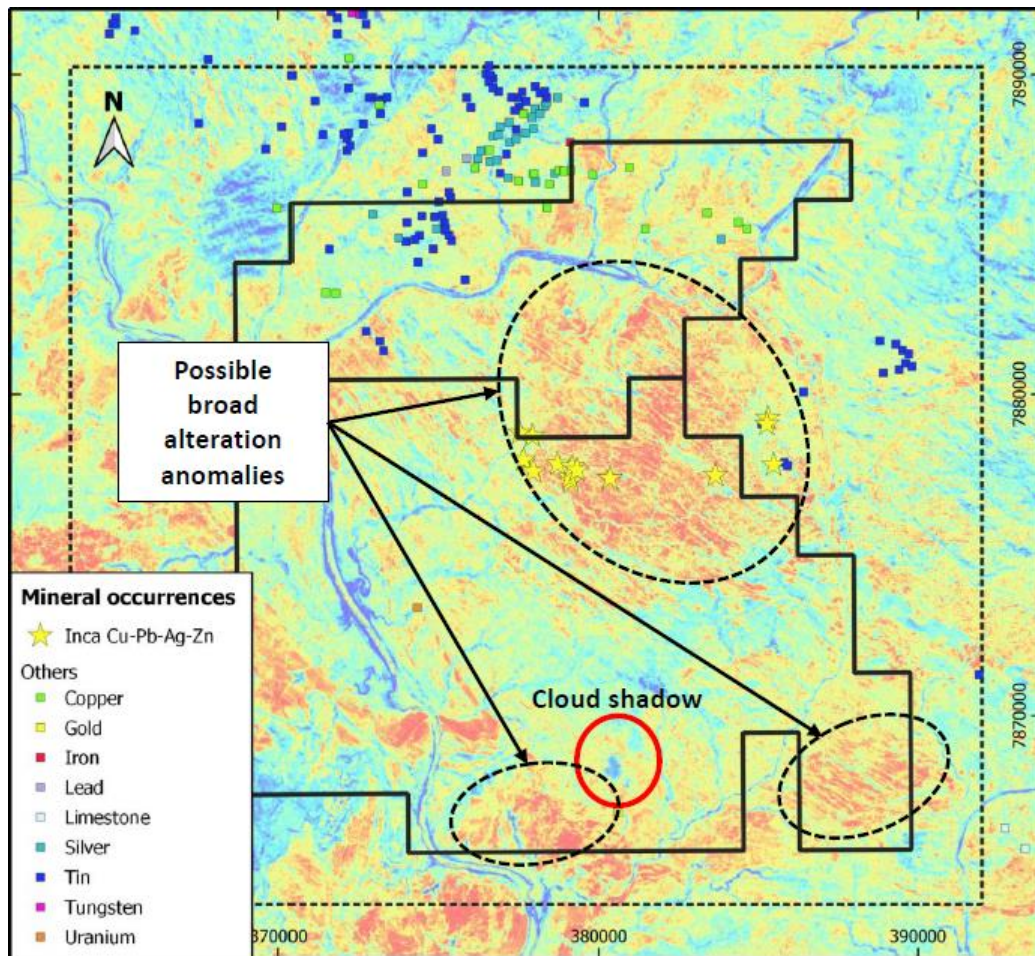 N
7890000
Possible
broad
alteration
anomalies
7880000
Mineral occurrences
Inca Cu-Pb-Ag-Zn
Others
Copper
Gold
Iron
Lead
Limestone
Silver
Tin
Tungsten
Uranium
Cloud shadow
7870000
370000
380000
390000